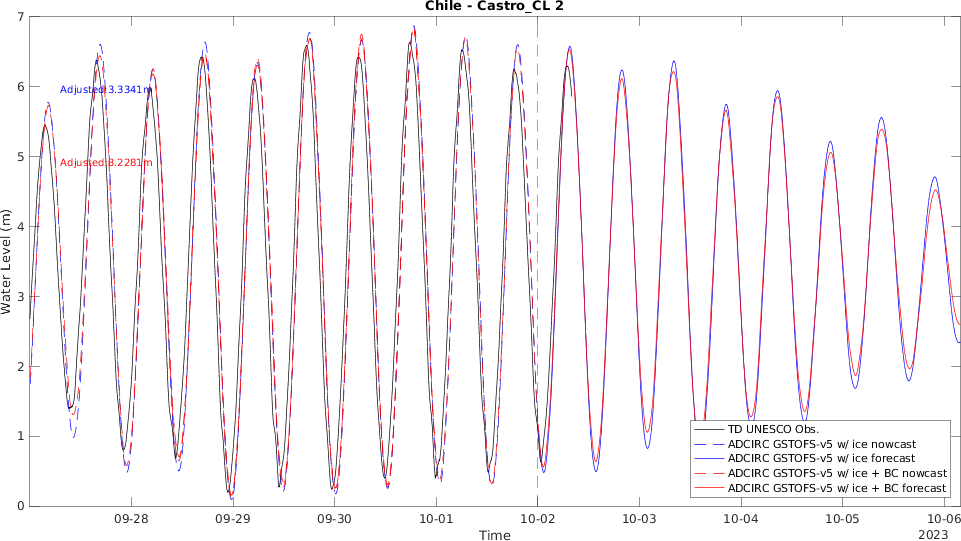 Chile - Castro_CL 2
Water Level (m)
7
6
5
4
3
2
1
0
Adjusted:3.3341m
Adjusted:3.2281m
TD UNESCO Obs.
ADCIRC GSTOFS-v5 w/ ice nowcast
ADCIRC GSTOFS-v5 w/ ice forecast
ADCIRC GSTOFS-v5 w/ ice + BC nowcast
ADCIRC GSTOFS-v5 w/ ice + BC forecast
09-28 09-29 09-30 10-01 10-02 10-03 10-04 10-05 10-06
Time
2023